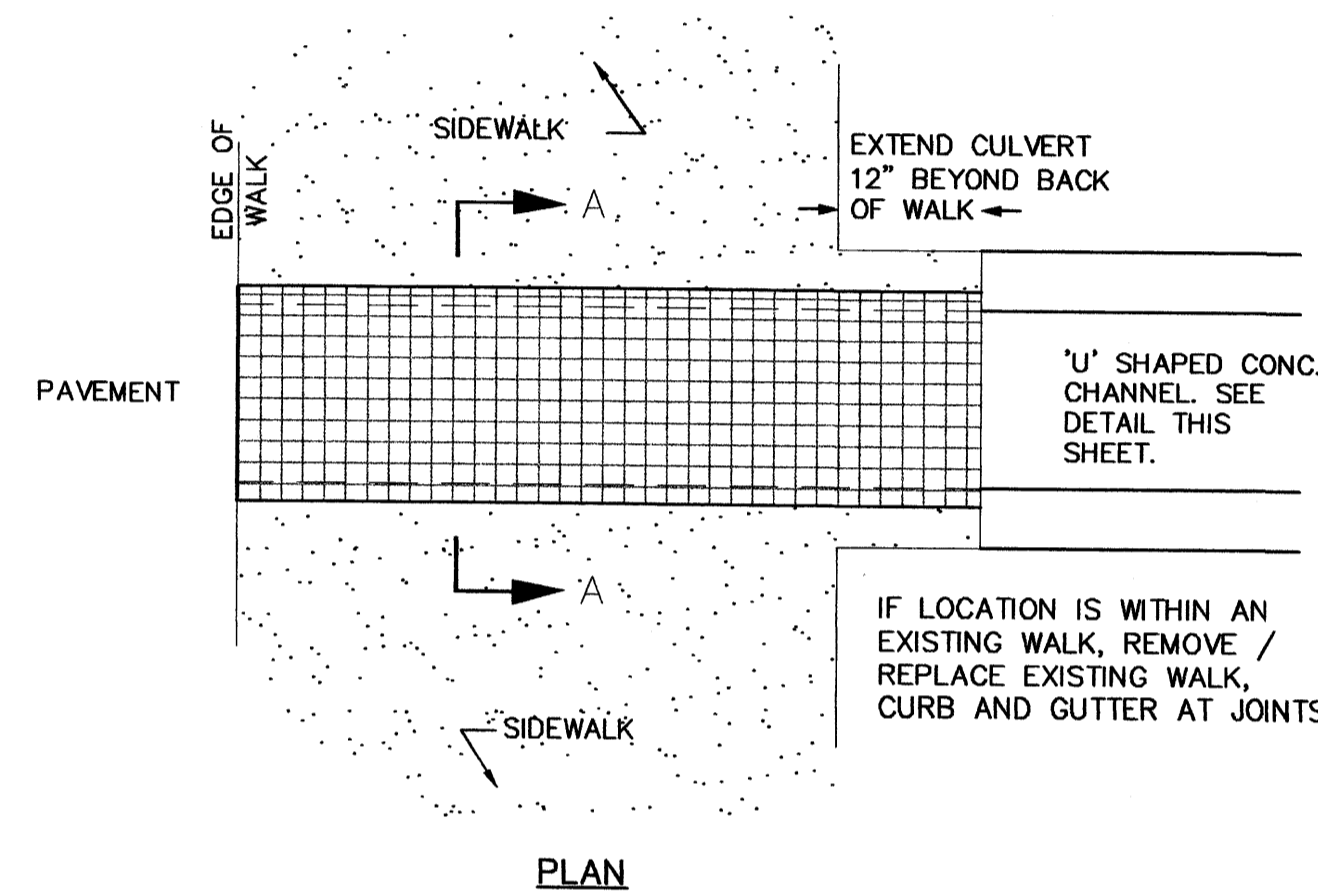 EDGE OF
WALK
SIDEWALK
A
EXTEND CULVERT
12" BEYOND BACK
OF WALK
PAVEMENT
'U' SHAPED CONC.
CHANNEL. SEE
DETAIL THIS
SHEET.
A
IF LOCATION IS WITHIN AN
EXISTING WALK, REMOVE /
REPLACE EXISTING WALK,
CURB AND GUTTER AT JOINTS
SIDEWALK
PLAN